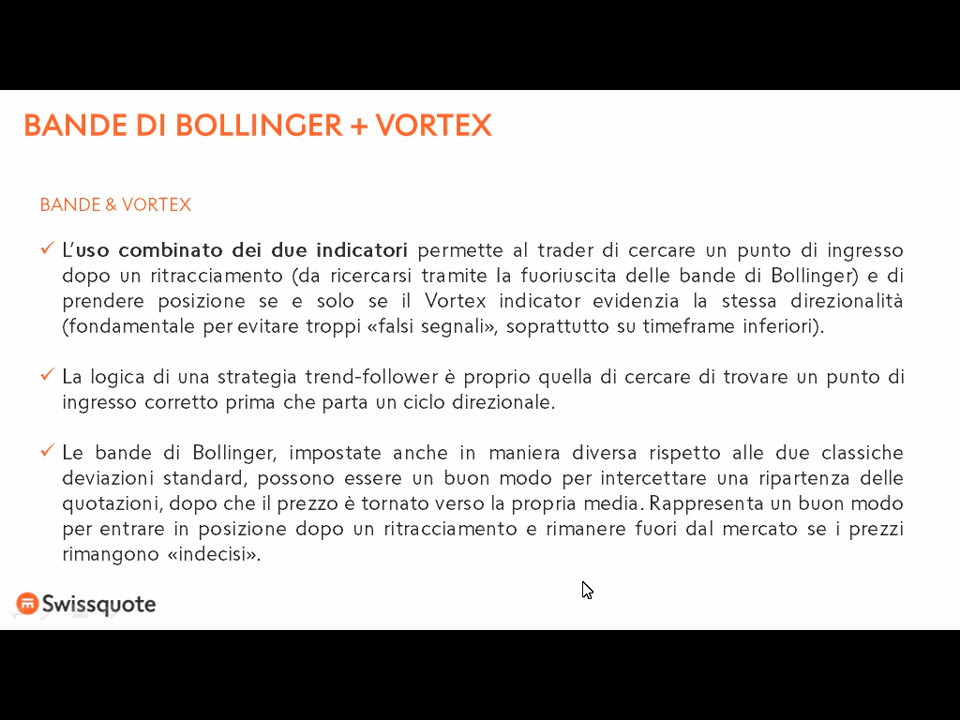 BANDE DI BOLLINGER + VORTEX
BANDE & VORTEX
L'uso combinato dei due indicatori permette al trader di cercare un punto di ingresso
dopo un ritracciamento (da ricercarsi tramite la fuoriuscita delle bande di Bollinger) e di
prendere posizione se e solo se il Vortex indicator evidenzia la stessa direzionalità
(fondamentale per evitare troppi «falsi segnali», soprattutto su timeframe inferiori).
La logica di una strategia trend-follower è proprio quella di cercare di trovare un punto di
ingresso corretto prima che parta un ciclo direzionale.
Le bande di Bollinger, impostate anche in maniera diversa rispetto alle due classiche
deviazioni standard, possono essere un buon modo per intercettare una ripartenza delle
quotazioni, dopo che il prezzo è tornato verso la propria media. Rappresenta un buon modo
per entrare in posizione dopo un ritracciamento e rimanere fuori dal mercato se i prezzi
rimangono «indecisi».
Swissquote